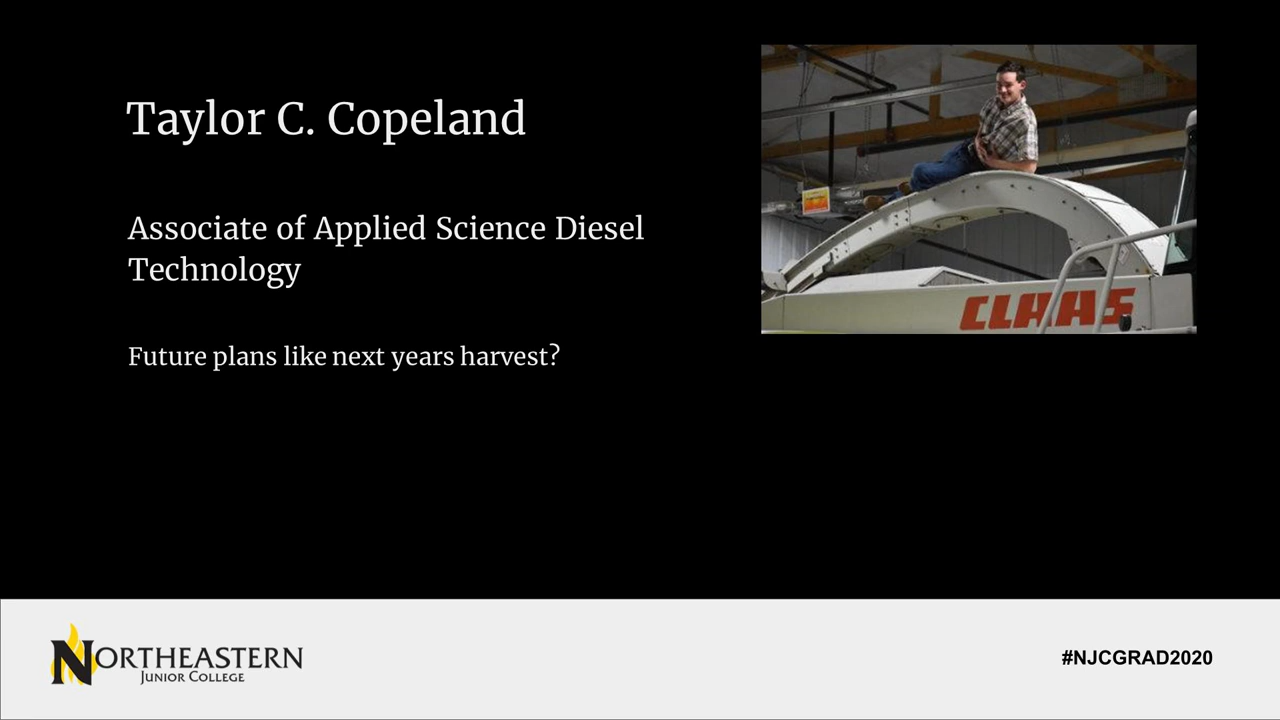 Taylor C. Copeland
Associate of Applied Science Diesel
Technology
Future plans like next years harvest?
CLAAS
NORTHEASTERN
JUNIOR COLLEGE
#NJCGRAD2020